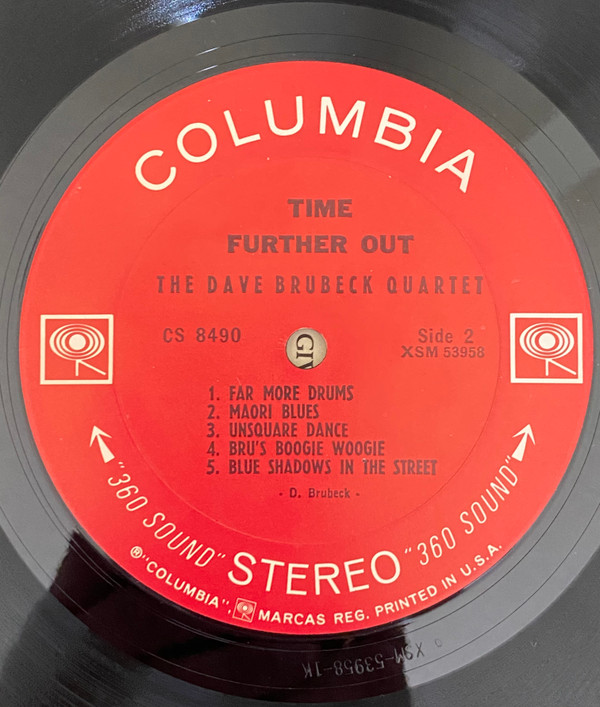 COLUMBIA
TIME
FURTHER OUT
THE DAVE BRUBECK QUARTET
CS 8490
Side 2
XSM 53958
GI
1. FAR MORE DRUMS
2. MAORI BLUES
3. UNSQUARE DANCE
4. BRU'S BOOGIE WOOGIE
5. BLUE SHADOWS IN THE STREET
- D. Brubeck -
"360 SOUND" STEREO "360 SOUND"
®"COLUMBIA", MARCAS REG. PRINTED IN U.S.A.
XSM-53958-1K